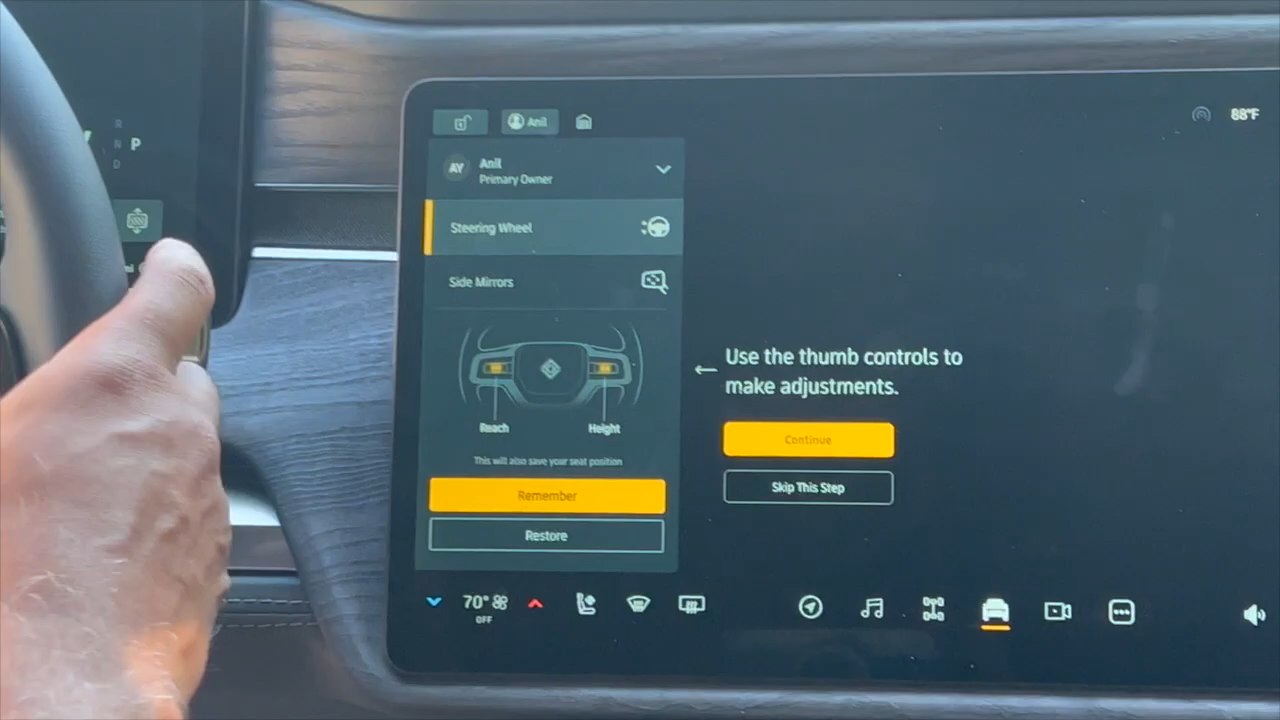 R
N
P
D
Anil
88°F
AY
Anil
Primary Owner
Steering Wheel
Side Mirrors
Reach
Height
This will also save your seat position
Remember
Restore
Use the thumb controls to
make adjustments.
Continue
Skip This Step
70°
OFF